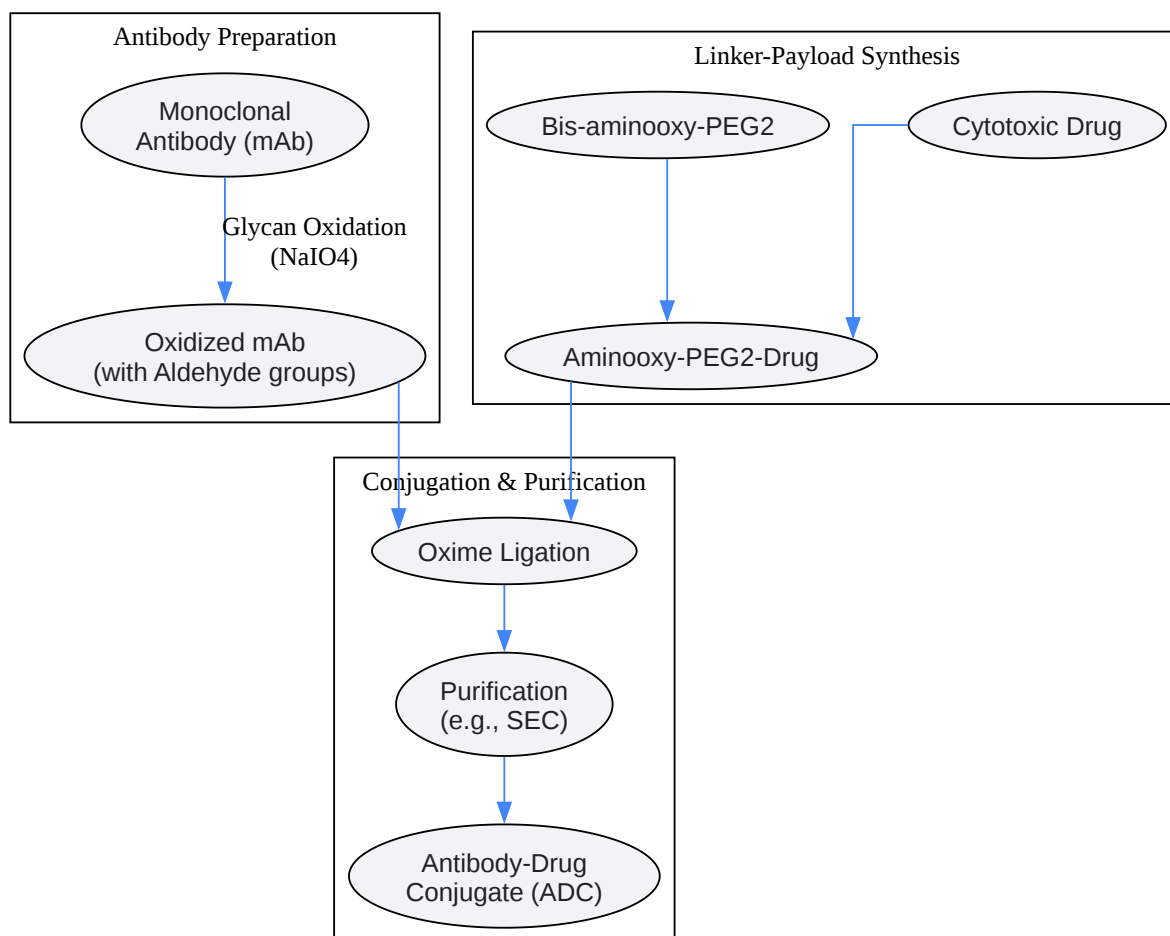 Antibody Preparation
Monoclonal
Antibody (mAb)
Glycan Oxidation
(NaIO4)
Oxidized mAb
(with Aldehyde groups)
Linker-Payload Synthesis
Bis-aminooxy-PEG2
Cytotoxic Drug
Aminooxy-PEG2-Drug
Conjugation & Purification
Oxime Ligation
Purification
(e.g., SEC)
Antibody-Drug
Conjugate (ADC)